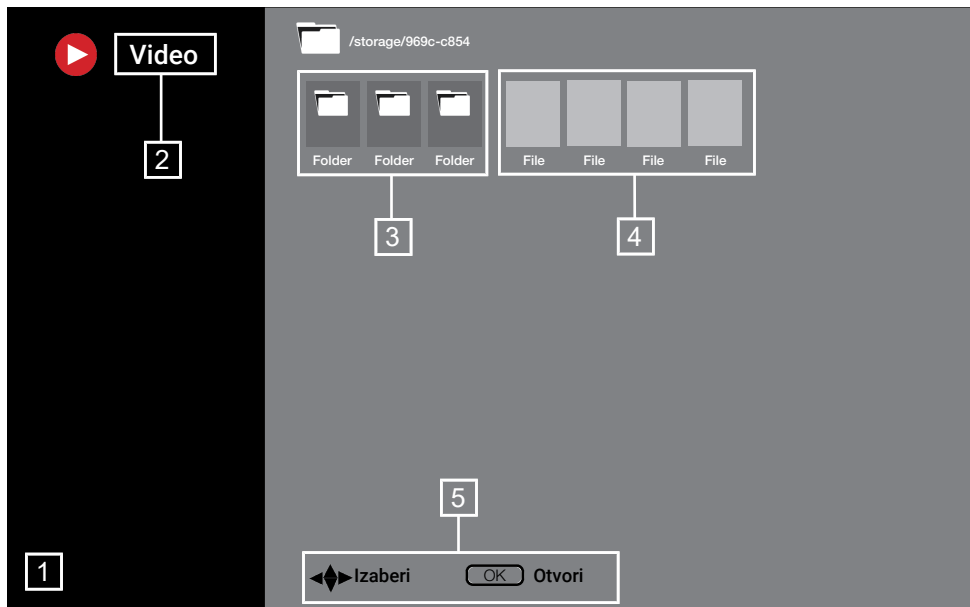 Video
2
/storage/969c-c854
Folder Folder Folder File File File File
3 4
5
1
Izaberi OK Otvori